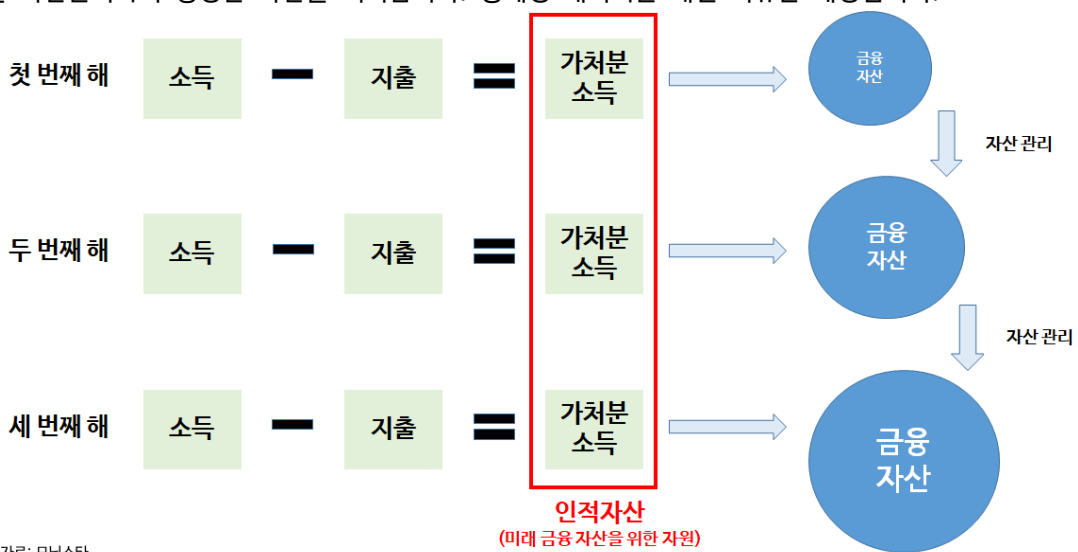 첫 번째 해 소득 지출 가처분 소득 금융 자산
자산 관리
두 번째 해 소득 지출 가처분 소득 금융 자산
자산 관리
세 번째 해 소득 지출 가처분 소득 금융 자산
인적자산
(미래 금융 자산을 위한 자원)